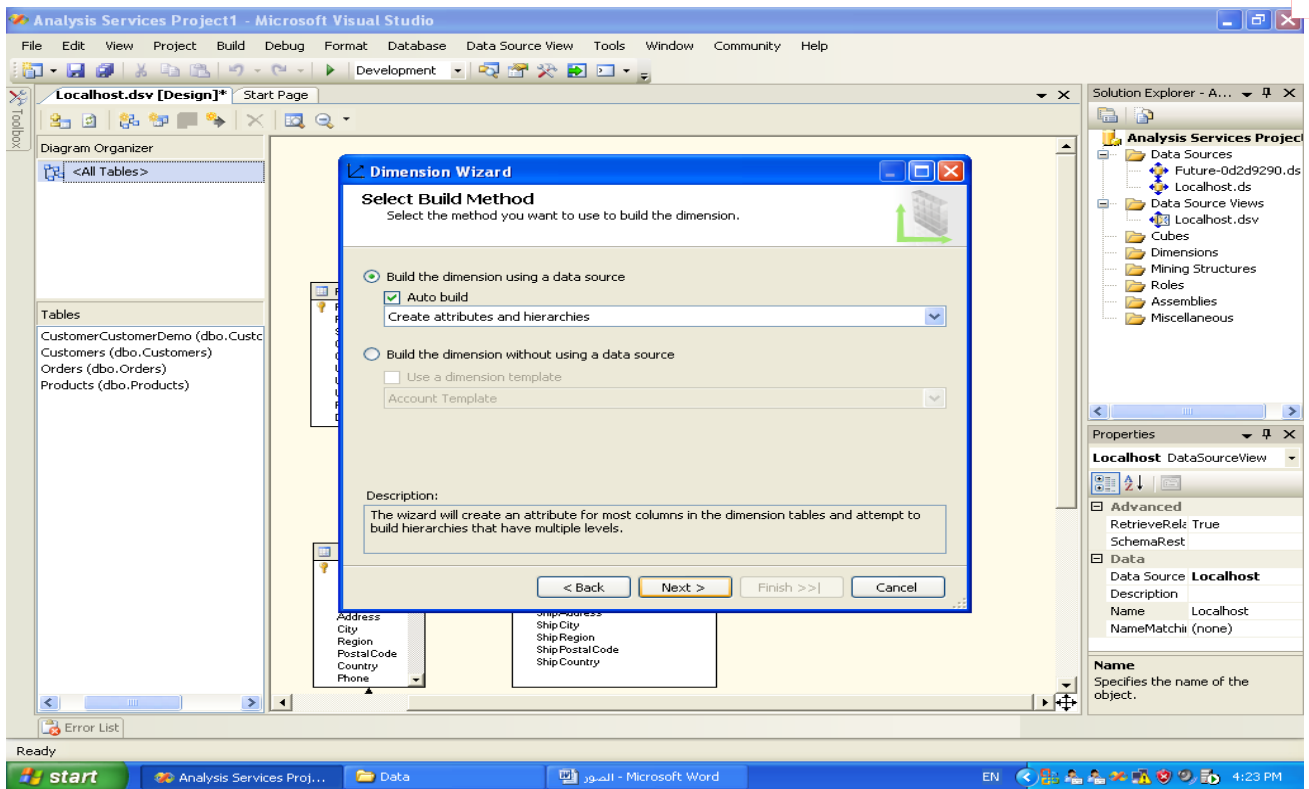 Analysis Services Project1 - Microsoft Visual Studio
File Edit View Project Build Debug Format Database Data Source View Tools Window Community Help
Development
Toolbox
Localhost.dsv [Design]* Start Page
Diagram Organizer
<All Tables>
Tables
CustomerCustomerDemo (dbo.Custc
Customers (dbo.Customers)
Orders (dbo.Orders)
Products (dbo.Products)
Dimension Wizard
Select Build Method
Select the method you want to use to build the dimension.
Build the dimension using a data source
Auto build
Create attributes and hierarchies
Build the dimension without using a data source
Use a dimension template
Account Template
Description:
The wizard will create an attribute for most columns in the dimension tables and attempt to
build hierarchies that have multiple levels.
< Back Next > Finish >>| Cancel
Address
City
Region
PostalCode
Country
Phone
ShipAddress
ShipCity
ShipRegion
ShipPostalCode
ShipCountry
Solution Explorer - A...
Analysis Services Project
Data Sources
Future-0d2d9290.ds
Localhost.ds
Data Source Views
Localhost.dsv
Cubes
Dimensions
Mining Structures
Roles
Assemblies
Miscellaneous
Properties
Localhost DataSourceView
Advanced
RetrieveRela True
SchemaRest
Data
Data Source Localhost
Description
Name Localhost
NameMatchin (none)
Name
Specifies the name of the
object.
Error List
Ready
start Analysis Services Proj... Data الصور - Microsoft Word EN 4:23 PM